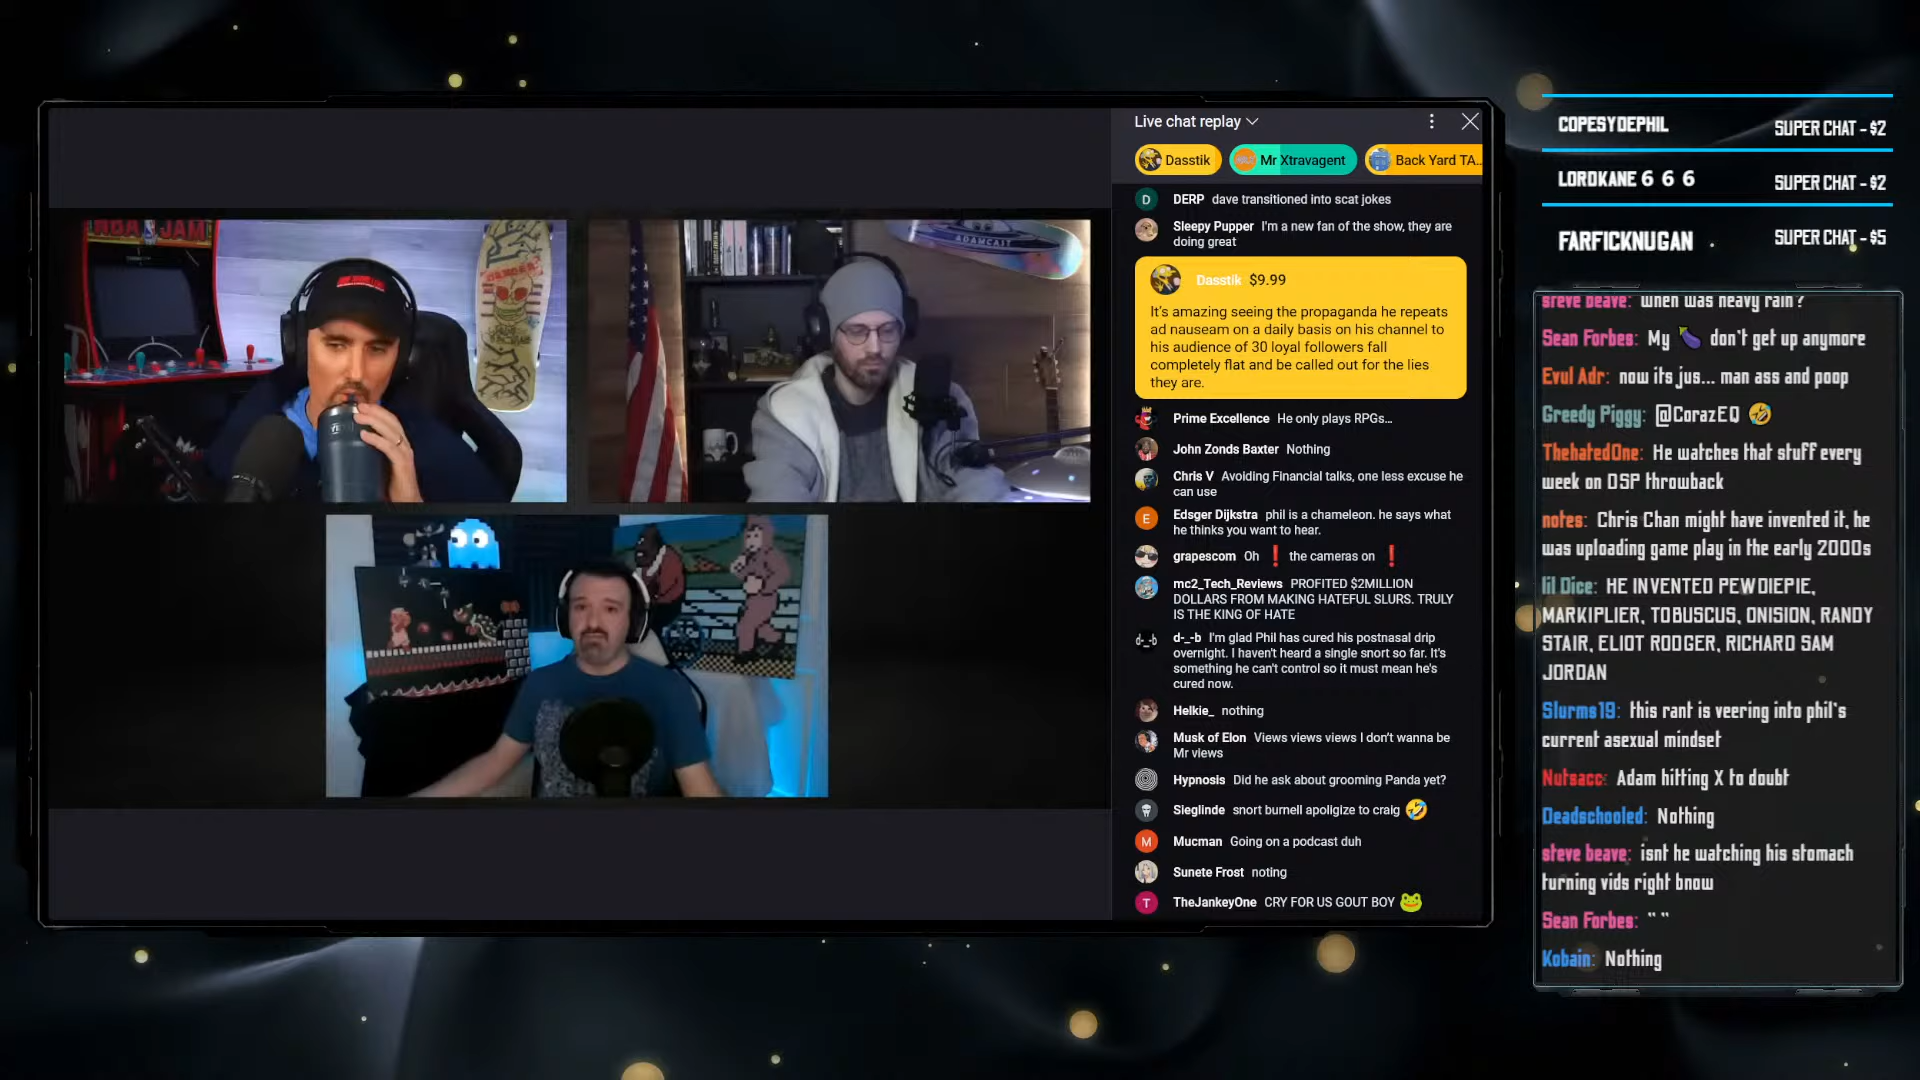 NBA JAM
ADAMCAIT
Live chat replay
Dasstik
Mr Xtravagent
Back Yard TA...
D
DERP dave transitioned into scat jokes
Sleepy Pupper I'm a new fan of the show, they are
doing great
Dasstik $9.99
It's amazing seeing the propaganda he repeats
ad nauseam on a daily basis on his channel to
his audience of 30 loyal followers fall
completely flat and be called out for the lies
they are.
Prime Excellence He only plays RPGs...
John Zonds Baxter Nothing
Chris V Avoiding Financial talks, one less excuse he
can use
E
Edsger Dijkstra phil is a chameleon. he says what
he thinks you want to hear.
grapescom Oh ❗ the cameras on ❗
mc2_Tech_Reviews PROFITED $2MILLION
DOLLARS FROM MAKING HATEFUL SLURS. TRULY
IS THE KING OF HATE
d-_-b I'm glad Phil has cured his postnasal drip
overnight. I haven't heard a single snort so far. It's
something he can't control so it must mean he's
cured now.
Helkie_ nothing
Musk of Elon Views views views I don't wanna be
Mr views
Hypnosis Did he ask about grooming Panda yet?
Sieglinde snort burnell apoligize to craig 🤣
M
Mucman Going on a podcast duh
Sunete Frost noting
T
TheJankeyOne CRY FOR US GOUT BOY 🐸
COPESYDEPHIL SUPER CHAT - $2
LORDKANE 6 6 6 SUPER CHAT - $2
FARFICKNUGAN SUPER CHAT - $5
steve beave: when was heavy rain?
Sean Forbes: My 🍆 don't get up anymore
Evul Adr: now its jus... man ass and poop
Greedy Piggy: @CorazEQ 🤣
ThehatedOne: He watches that stuff every
week on DSP throwback
notes: Chris Chan might have invented it, he
was uploading game play in the early 2000s
lil Dice: HE INVENTED PEWDIEPIE,
MARKIPLIER, TOBUSCUS, ONISION, RANDY
STAIR, ELIOT RODGER, RICHARD SAM
JORDAN
Slurms19: this rant is veering into phil's
current asexual mindset
Nutsacc: Adam hitting X to doubt
Deadschooled: Nothing
steve beave: isnt he watching his stomach
turning vids right bnow
Sean Forbes: " "
Kobain: Nothing